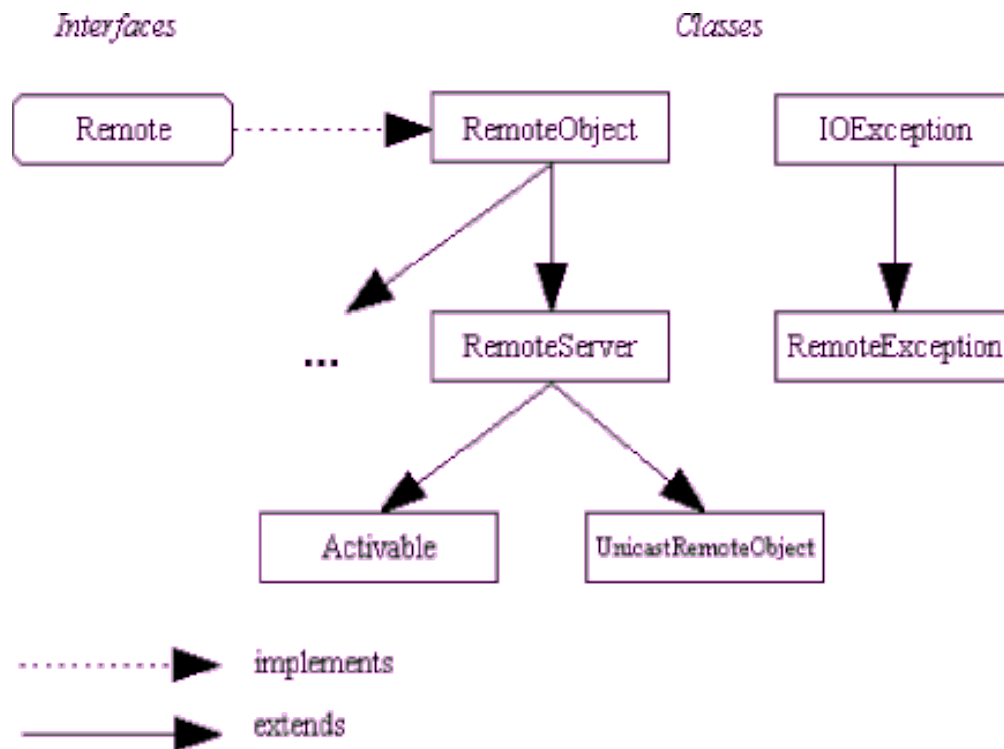 Interfaces
Classes
Remote
RemoteObject
IOException
...
RemoteServer
RemoteException
Activable
UnicastRemoteObject
implements
extends